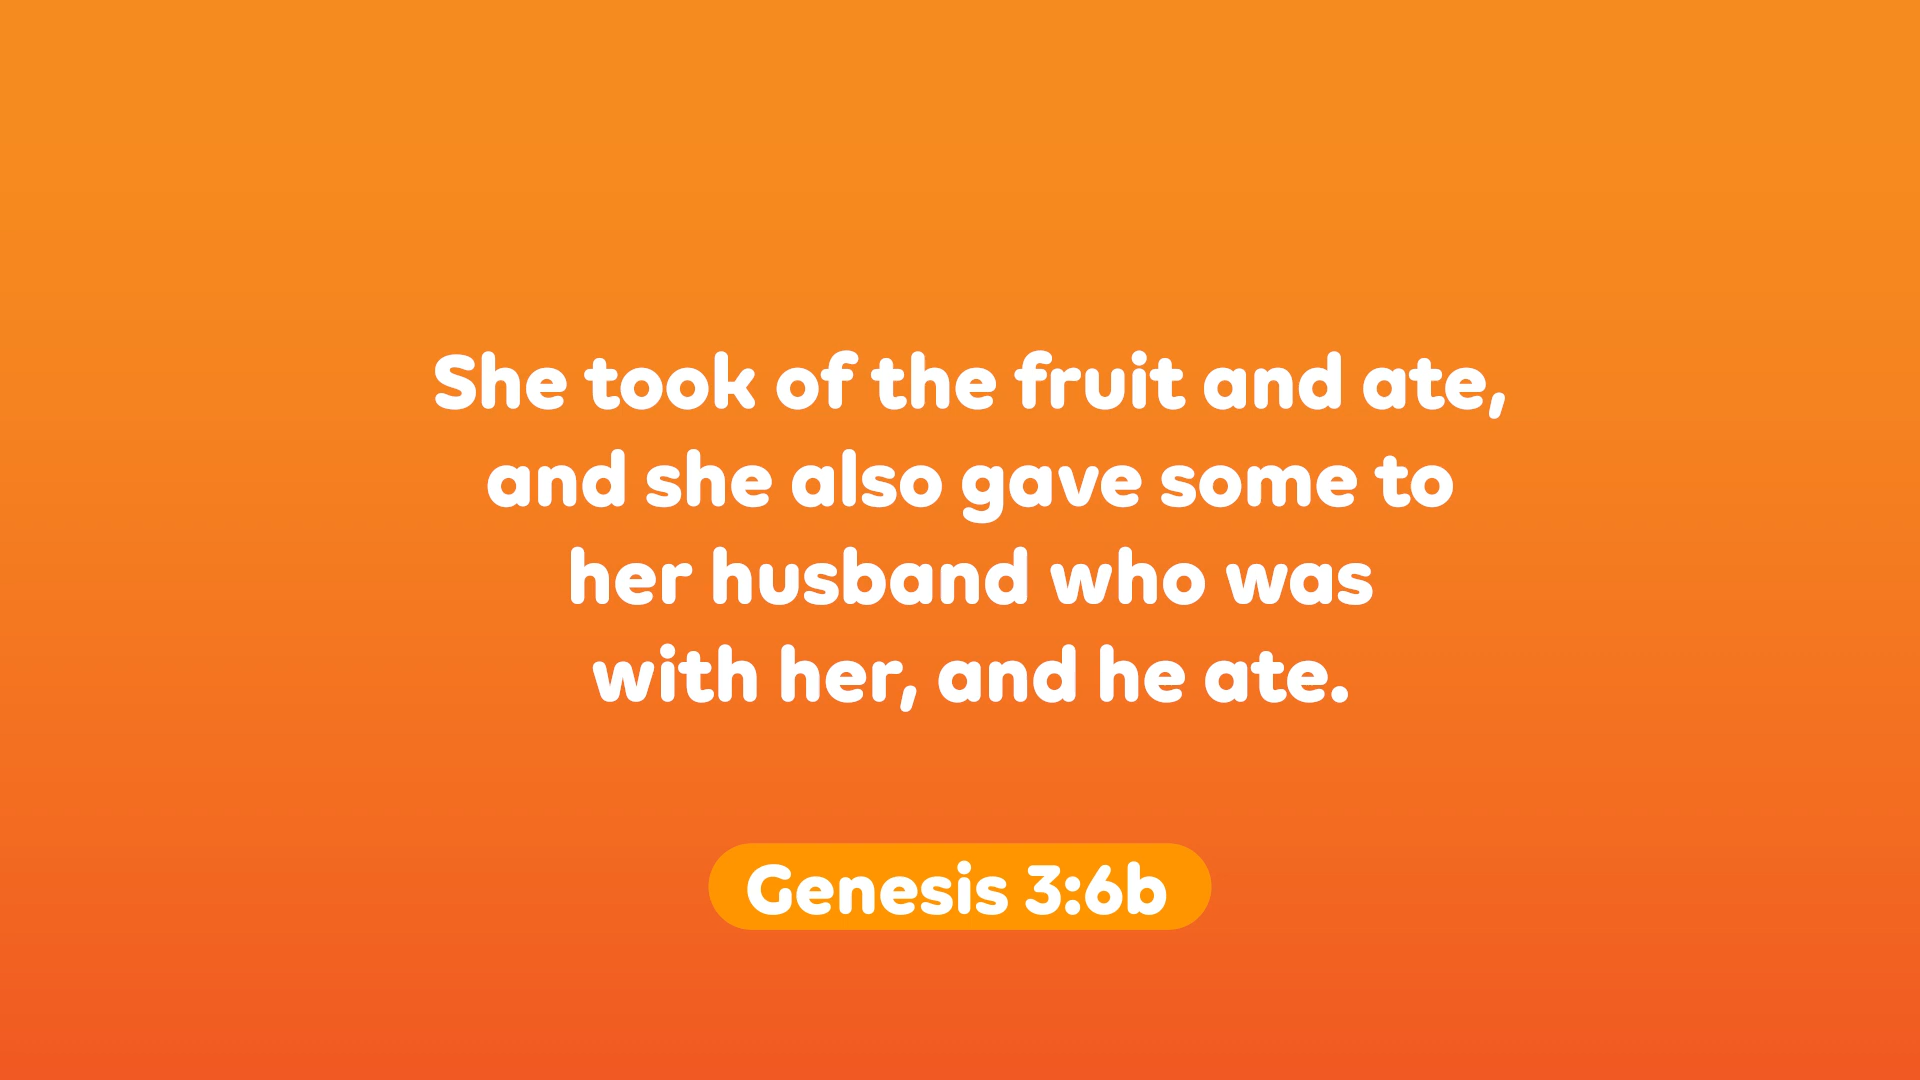 She took of the fruit and ate,
and she also gave some to
her husband who was
with her, and he ate.
Genesis 3:6b